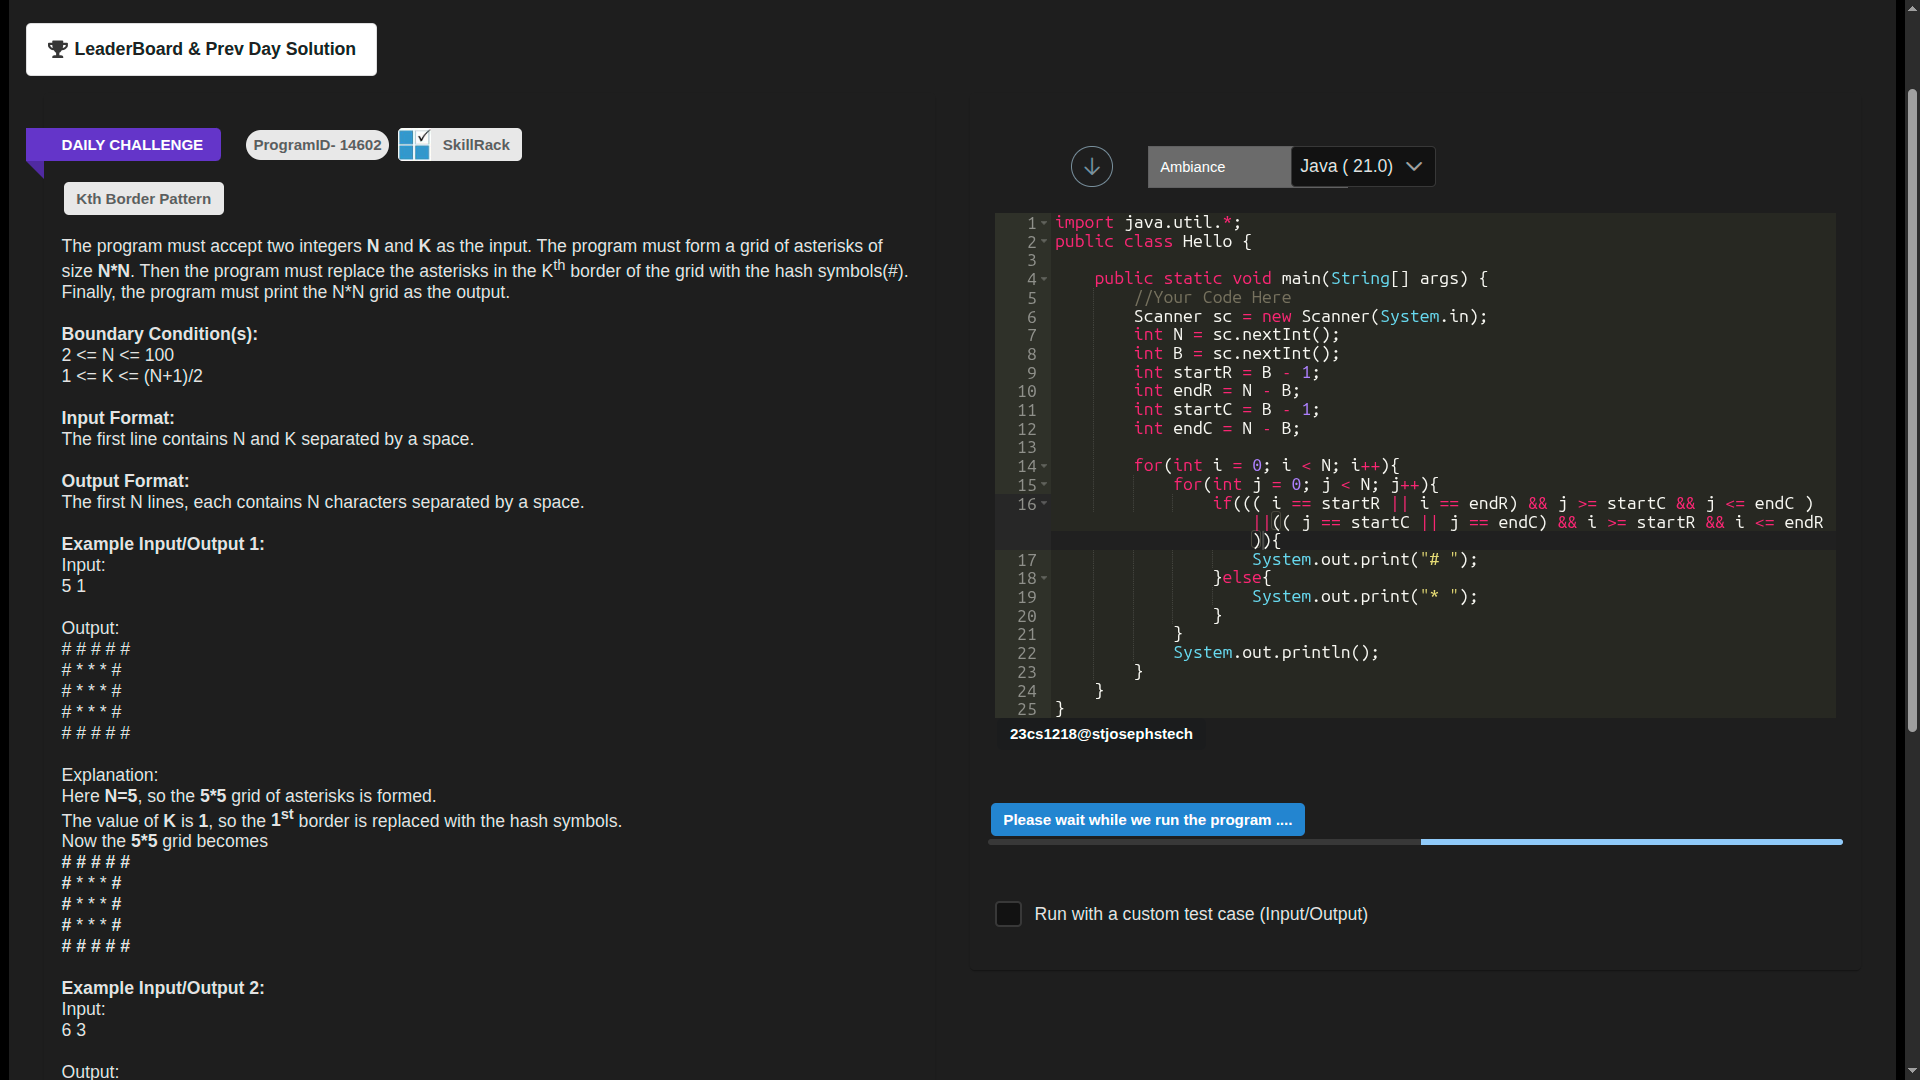 LeaderBoard & Prev Day Solution
DAILY CHALLENGE
ProgramID- 14602
SkillRack
Kth Border Pattern
The program must accept two integers N and K as the input. The program must form a grid of asterisks of
size N*N. Then the program must replace the asterisks in the Kth border of the grid with the hash symbols(#).
Finally, the program must print the N*N grid as the output.
Boundary Condition(s):
2 <= N <= 100
1 <= K <= (N+1)/2
Input Format:
The first line contains N and K separated by a space.
Output Format:
The first N lines, each contains N characters separated by a space.
Example Input/Output 1:
Input:
5 1
Output:
# # # # #
# * * * #
# * * * #
# * * * #
# # # # #
Explanation:
Here N=5, so the 5*5 grid of asterisks is formed.
The value of K is 1, so the 1st border is replaced with the hash symbols.
Now the 5*5 grid becomes
# # # # #
# * * * #
# * * * #
# * * * #
# # # # #
Example Input/Output 2:
Input:
6 3
Output:
Ambiance
Java ( 21.0)
1 import java.util.*;
2 public class Hello {
3
4 public static void main(String[] args) {
5 //Your Code Here
6 Scanner sc = new Scanner(System.in);
7 int N = sc.nextInt();
8 int B = sc.nextInt();
9 int startR = B - 1;
10 int endR = N - B;
11 int startC = B - 1;
12 int endC = N - B;
13
14 for(int i = 0; i < N; i++){
15 for(int j = 0; j < N; j++){
16 if((( i == startR || i == endR) && j >= startC && j <= endC )
||(( j == startC || j == endC) && i >= startR && i <= endR
)){
17 System.out.print("# ");
18 }else{
19 System.out.print("* ");
20 }
21 }
22 System.out.println();
23 }
24 }
25 }
23cs1218@stjosephstech
Please wait while we run the program ....
Run with a custom test case (Input/Output)